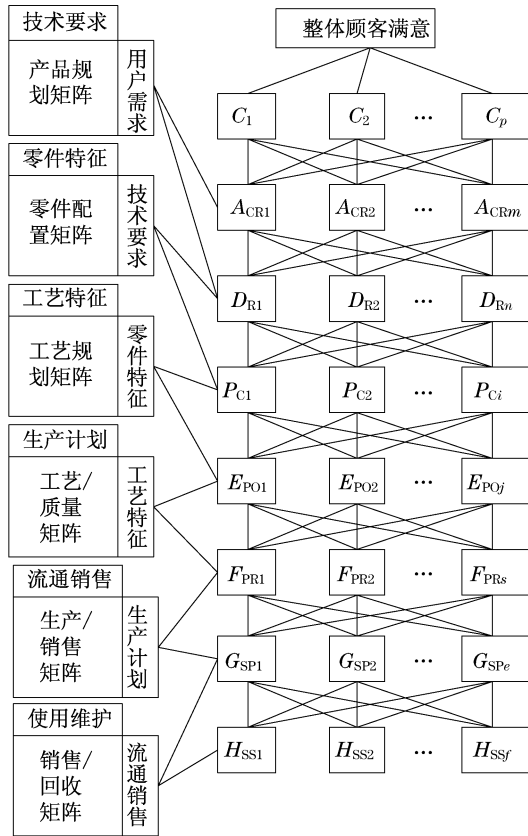 技术要求
产品规
划矩阵
用户需求
零件特征
零件配
置矩阵
技术要求
工艺特征
工艺规
划矩阵
零件特征
生产计划
工艺/
质量
矩阵
工艺特征
流通销售
生产/
销售
矩阵
生产计划
使用维护
销售/
回收
矩阵
流通销售
整体顾客满意
C1 C2 ··· Cp
ACR1 ACR2 ··· ACRm
DR1 DR2 ··· DRn
PC1 PC2 ··· PCi
EPO1 EPO2 ··· EPOj
FPR1 FPR2 ··· FPRs
GSP1 GSP2 ··· GSPe
HSS1 HSS2 ··· HSSf